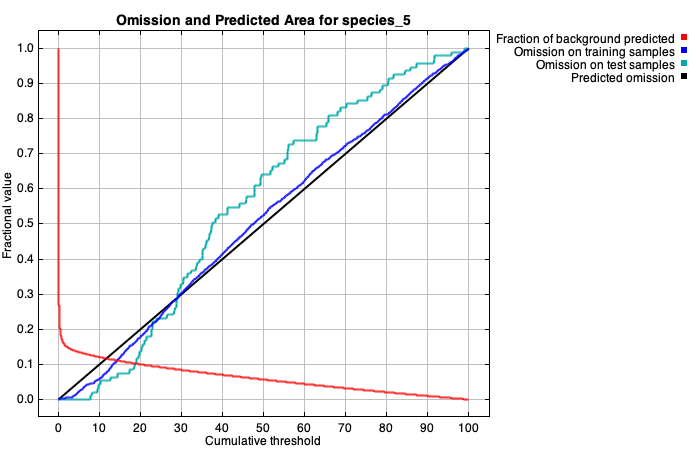 Omission and Predicted Area for species_5
Fraction of background predicted
Omission on training samples
Omission on test samples
Predicted omission
Fractional value
1.0
0.9
0.8
0.7
0.6
0.5
0.4
0.3
0.2
0.1
0.0
0 10 20 30 40 50 60 70 80 90 100
Cumulative threshold